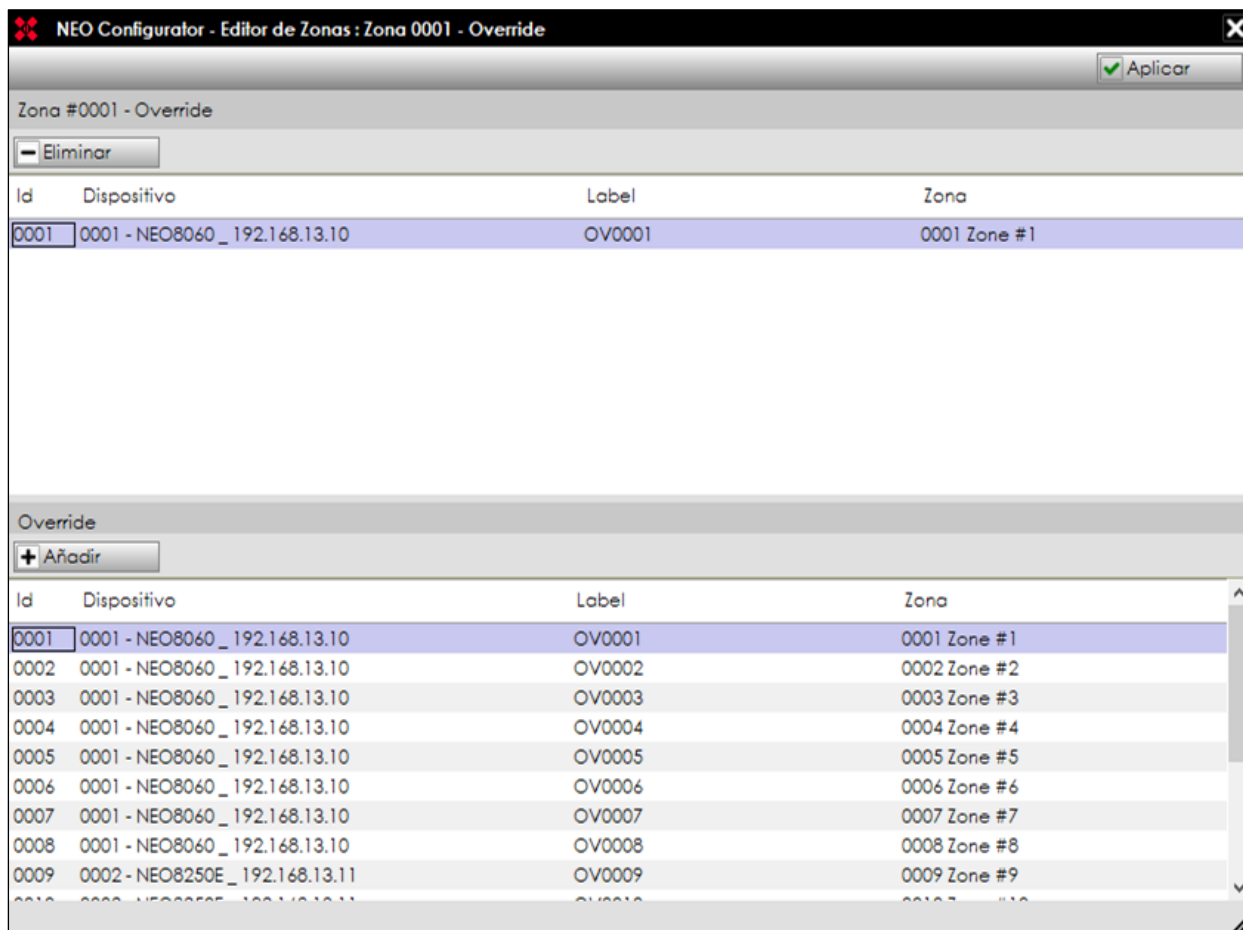 NEO Configurator - Editor de Zonas : Zona 0001 - Override
Aplicar
Zona #0001 - Override
Eliminar
Id Dispositivo Label Zona
0001 0001 - NEO8060 _ 192.168.13.10 OV0001 0001 Zone #1
Override
Añadir
Id Dispositivo Label Zona
0001 0001 - NEO8060 _ 192.168.13.10 OV0001 0001 Zone #1
0002 0001 - NEO8060 _ 192.168.13.10 OV0002 0002 Zone #2
0003 0001 - NEO8060 _ 192.168.13.10 OV0003 0003 Zone #3
0004 0001 - NEO8060 _ 192.168.13.10 OV0004 0004 Zone #4
0005 0001 - NEO8060 _ 192.168.13.10 OV0005 0005 Zone #5
0006 0001 - NEO8060 _ 192.168.13.10 OV0006 0006 Zone #6
0007 0001 - NEO8060 _ 192.168.13.10 OV0007 0007 Zone #7
0008 0001 - NEO8060 _ 192.168.13.10 OV0008 0008 Zone #8
0009 0002 - NEO8250E _ 192.168.13.11 OV0009 0009 Zone #9